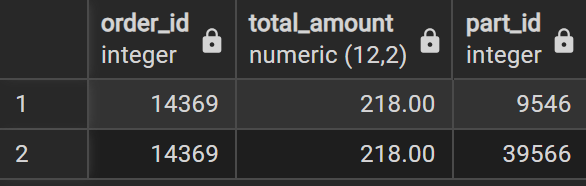 order_id total_amount part_id
integer numeric (12,2) integer
1 14369 218.00 9546
2 14369 218.00 39566